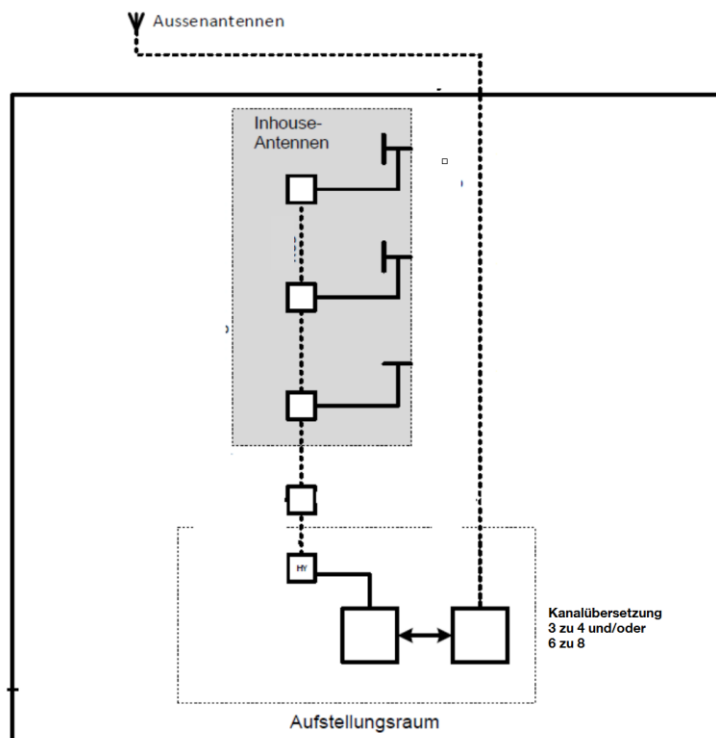 Aussenantennen
Inhouse-
Antennen
HY
Kanalübersetzung
3 zu 4 und/oder
6 zu 8
Aufstellungsraum